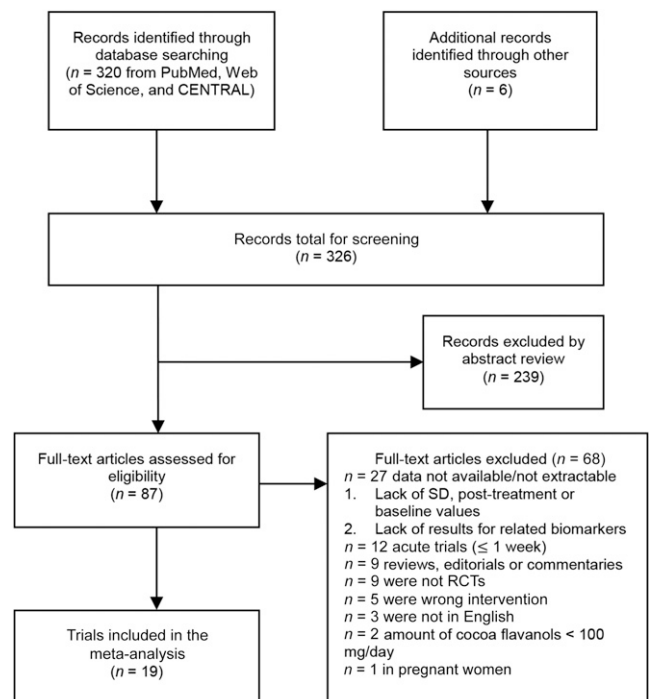 Records identified through
database searching
(n = 320 from PubMed, Web
of Science, and CENTRAL)
Additional records
identified through other
sources
(n = 6)
Records total for screening
(n = 326)
Records excluded by
abstract review
(n = 239)
Full-text articles assessed for
eligibility
(n = 87)
Full-text articles excluded (n = 68)
n = 27 data not available/not extractable
1. Lack of SD, post-treatment or
baseline values
2. Lack of results for related biomarkers
n = 12 acute trials (≤ 1 week)
n = 9 reviews, editorials or commentaries
n = 9 were not RCTs
n = 5 were wrong intervention
n = 3 were not in English
n = 2 amount of cocoa flavanols < 100
mg/day
n = 1 in pregnant women
Trials included in the
meta-analysis
(n = 19)